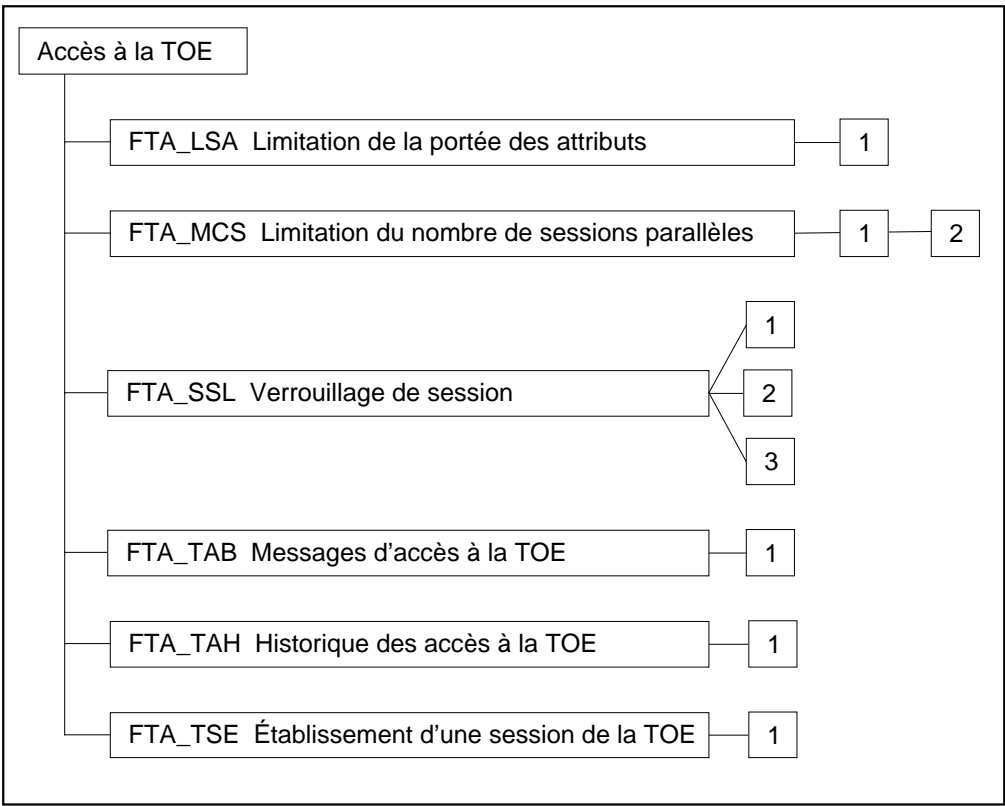 Accès à la TOE
FTA_LSA Limitation de la portée des attributs 1
FTA_MCS Limitation du nombre de sessions parallèles 1 2
1
FTA_SSL Verrouillage de session 2
3
FTA_TAB Messages d'accès à la TOE 1
FTA_TAH Historique des accès à la TOE 1
FTA_TSE Établissement d'une session de la TOE 1